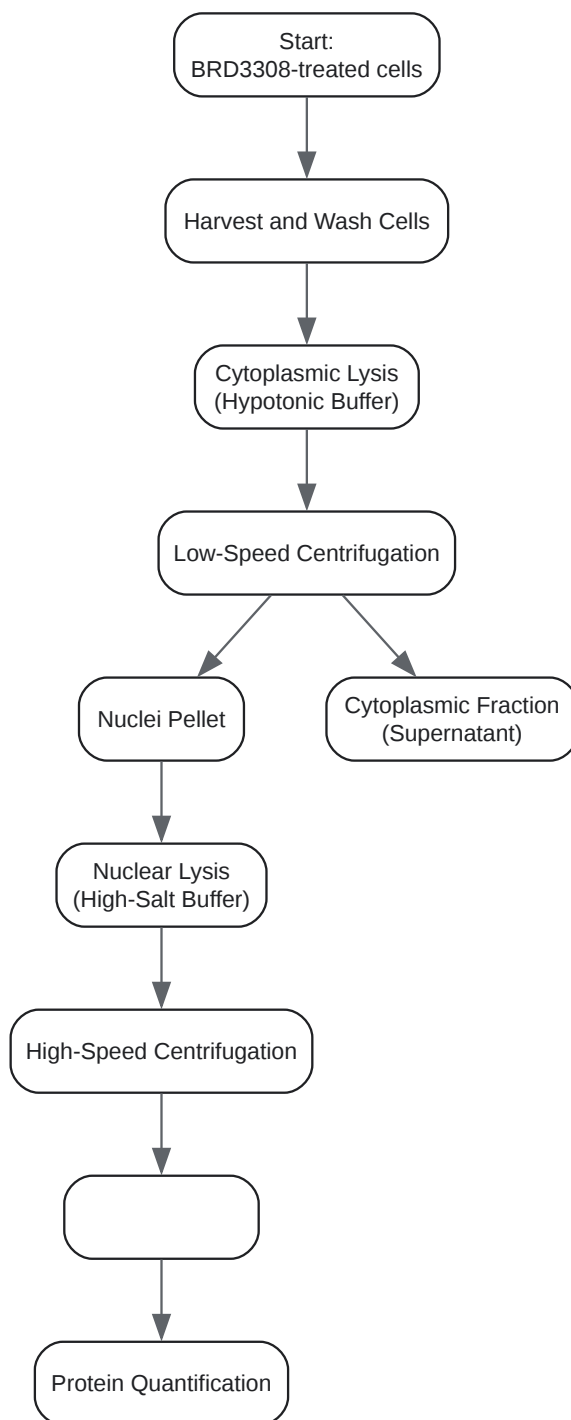 Start:
BRD3308-treated cells
Harvest and Wash Cells
Cytoplasmic Lysis
(Hypotonic Buffer)
Low-Speed Centrifugation
Nuclei Pellet
Cytoplasmic Fraction
(Supernatant)
Nuclear Lysis
(High-Salt Buffer)
High-Speed Centrifugation
Protein Quantification